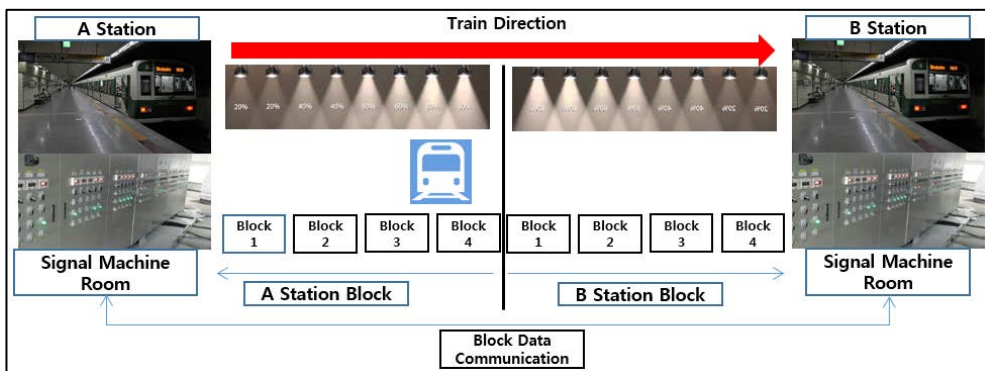 Train Direction
A Station
B Station
20% 20% 40% 40% 60% 60%
Block
1
Block
2
Block
3
Block
4
Block
1
Block
2
Block
3
Block
4
Signal Machine
Room
A Station Block
B Station Block
Signal Machine
Room
Block Data
Communication